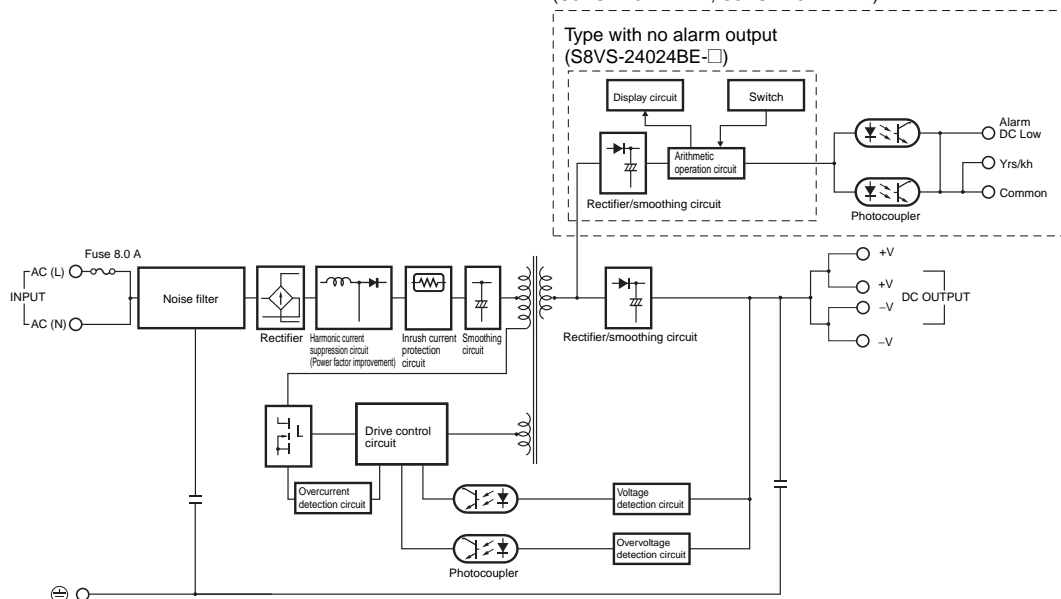 Type with no alarm output
(S8VS-24024BE-□)
Display circuit
Switch
Arithmetic
operation circuit
Rectifier/smoothing circuit
Alarm
DC Low
Yrs/kh
Common
Photocoupler
Fuse 8.0 A
AC (L)
INPUT
AC (N)
Noise filter
Rectifier
Harmonic current
suppression circuit
(Power factor improvement)
Inrush current
protection
circuit
Smoothing
circuit
Rectifier/smoothing circuit
+V
+V
DC OUTPUT
–V
–V
Drive control
circuit
Overcurrent
detection circuit
Voltage
detection circuit
Overvoltage
detection circuit
Photocoupler